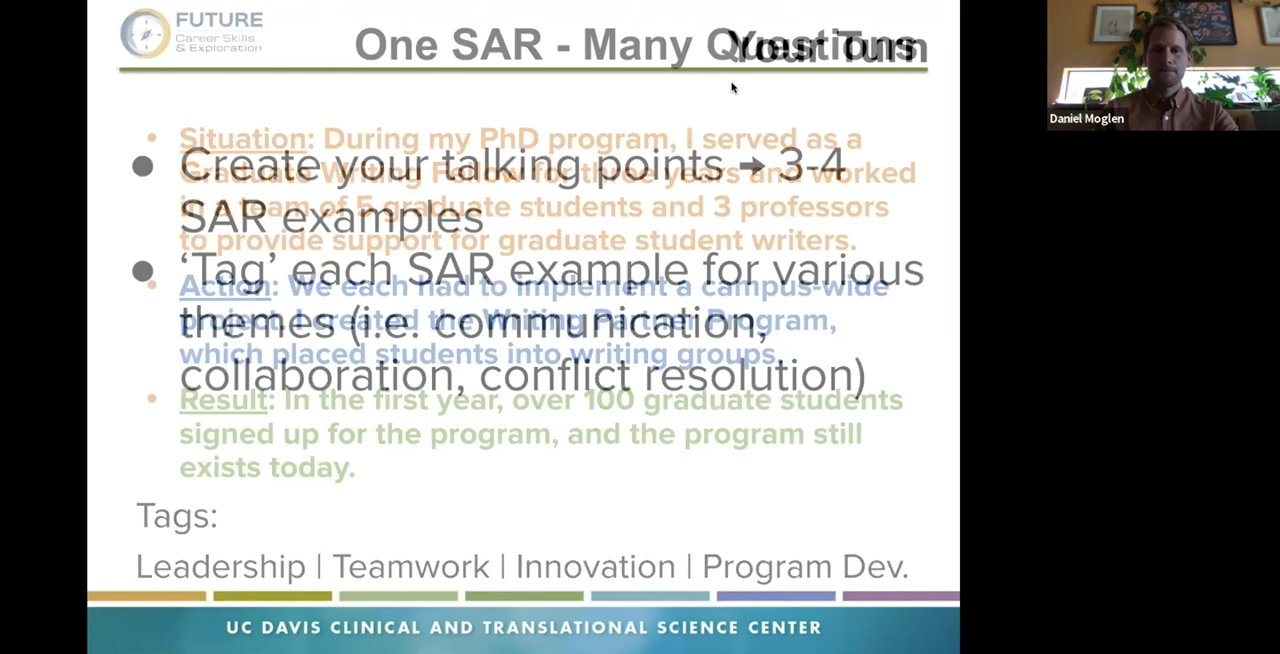 FUTURE
Career Skills
& Exploration
One SAR - Many Questions
Your Turn
• Situation: During my PhD program, I served as a
Graduate Writing Fellow for three years and worked
in a team of 5 graduate students and 3 professors
to provide support for graduate student writers.
• Action: We each had to implement a campus-wide
project. I created the Writing Partner Program,
which placed students into writing groups.
• Result: In the first year, over 100 graduate students
signed up for the program, and the program still
exists today.
● Create your talking points → 3-4
SAR examples
● ‘Tag’ each SAR example for various
themes (i.e. communication,
collaboration, conflict resolution)
Tags:
Leadership | Teamwork | Innovation | Program Dev.
UC DAVIS CLINICAL AND TRANSLATIONAL SCIENCE CENTER
Daniel Moglen